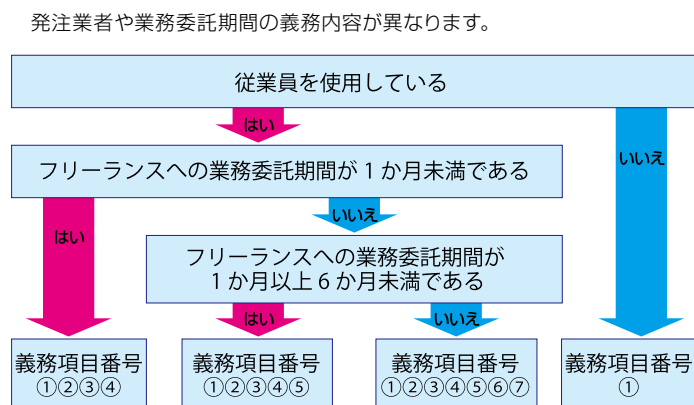 発注業者や業務委託期間の義務内容が異なります。
従業員を使用している
はい
いいえ
フリーランスへの業務委託期間が1か月未満である
はい
いいえ
フリーランスへの業務委託期間が
1か月以上6か月未満である
はい
いいえ
義務項目番号
①②③④
義務項目番号
①②③④⑤
義務項目番号
①②③④⑤⑥⑦
義務項目番号
①